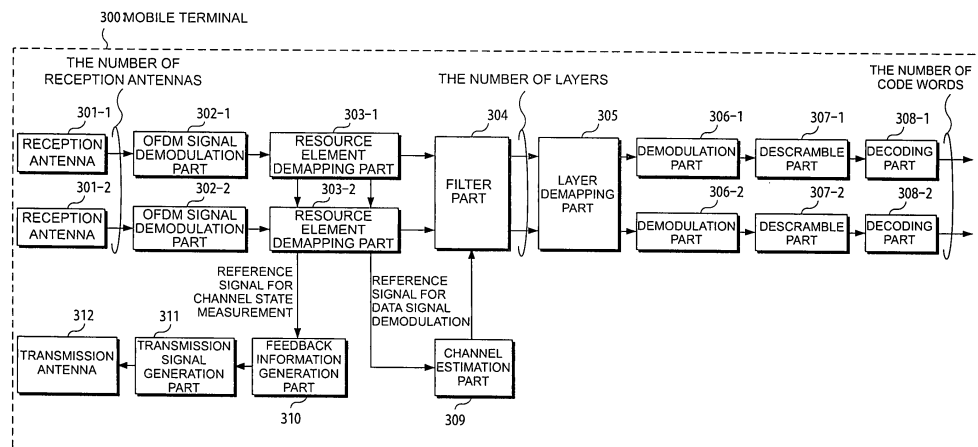 300: MOBILE TERMINAL
THE NUMBER OF
RECEPTION ANTENNAS
THE NUMBER OF LAYERS
THE NUMBER OF
CODE WORDS
301-1
302-1
303-1
304
305
306-1
307-1
308-1
RECEPTION
ANTENNA
OFDM SIGNAL
DEMODULATION
PART
RESOURCE
ELEMENT
DEMAPPING PART
FILTER
PART
LAYER
DEMAPPING
PART
DEMODULATION
PART
DESCRAMBLE
PART
DECODING
PART
301-2
302-2
303-2
306-2
307-2
308-2
RECEPTION
ANTENNA
OFDM SIGNAL
DEMODULATION
PART
RESOURCE
ELEMENT
DEMAPPING PART
DEMODULATION
PART
DESCRAMBLE
PART
DECODING
PART
REFERENCE
SIGNAL FOR
CHANNEL STATE
MEASUREMENT
REFERENCE
SIGNAL FOR
DATA SIGNAL
DEMODULATION
312
311
TRANSMISSION
ANTENNA
TRANSMISSION
SIGNAL
GENERATION
PART
FEEDBACK
INFORMATION
GENERATION
PART
CHANNEL
ESTIMATION
PART
310
309